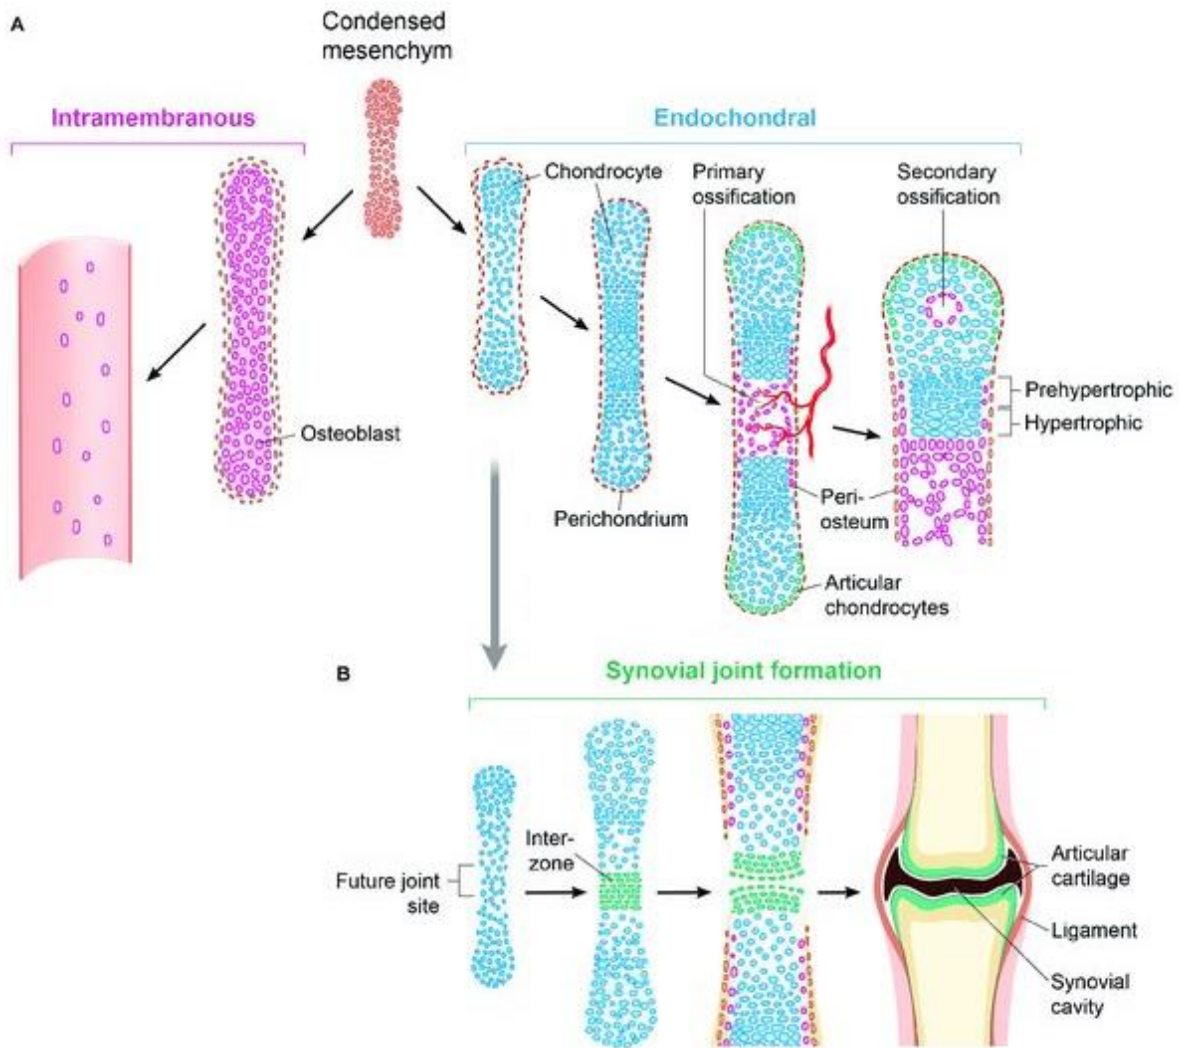 A
Condensed
mesenchym
Intramembranous
Endochondral
Chondrocyte
Primary
ossification
Secondary
ossification
Prehypertrophic
Hypertrophic
Osteoblast
Perichondrium
Peri-
osteum
Articular
chondrocytes
B
Synovial joint formation
Inter-
zone
Future joint
site
Articular
cartilage
Ligament
Synovial
cavity